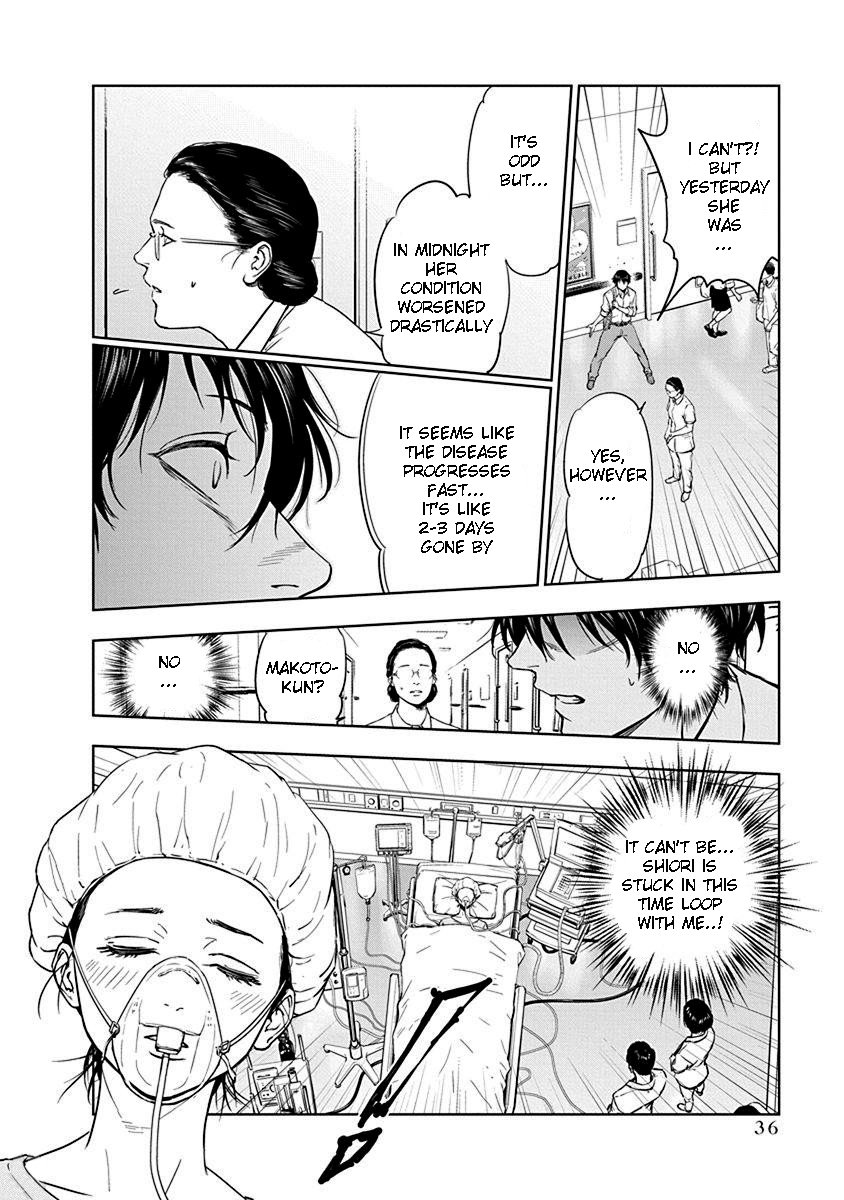 I CAN'T?!
BUT
YESTERDAY
SHE
WAS
...
YES,
HOWEVER
...
IT'S
ODD
BUT...
IN MIDNIGHT
HER
CONDITION
WORSENED
DRASTICALLY
IT SEEMS LIKE
THE DISEASE
PROGRESSES
FAST...
IT'S LIKE
2-3 DAYS
GONE BY
NO
...
MAKOTO-
KUN?
NO
...
IT CAN'T BE...
SHIORI IS
STUCK IN THIS
TIME LOOP
WITH ME..!
36